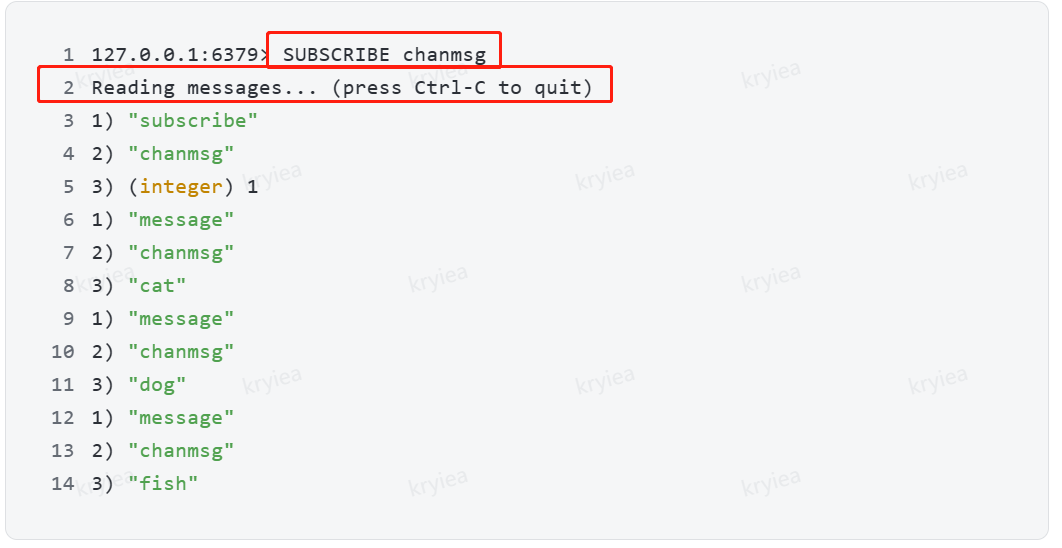 1 127.0.0.1:6379> SUBSCRIBE chanmsg
2 Reading messages... (press Ctrl-C to quit)
3 1) "subscribe"
4 2) "chanmsg"
5 3) (integer) 1
6 1) "message"
7 2) "chanmsg"
8 3) "cat"
9 1) "message"
10 2) "chanmsg"
11 3) "dog"
12 1) "message"
13 2) "chanmsg"
14 3) "fish"
kryiea kryiea kryiea
kryiea kryiea kryiea
kryiea kryiea kryiea
kryiea kryiea kryiea
kryiea kryiea kryiea